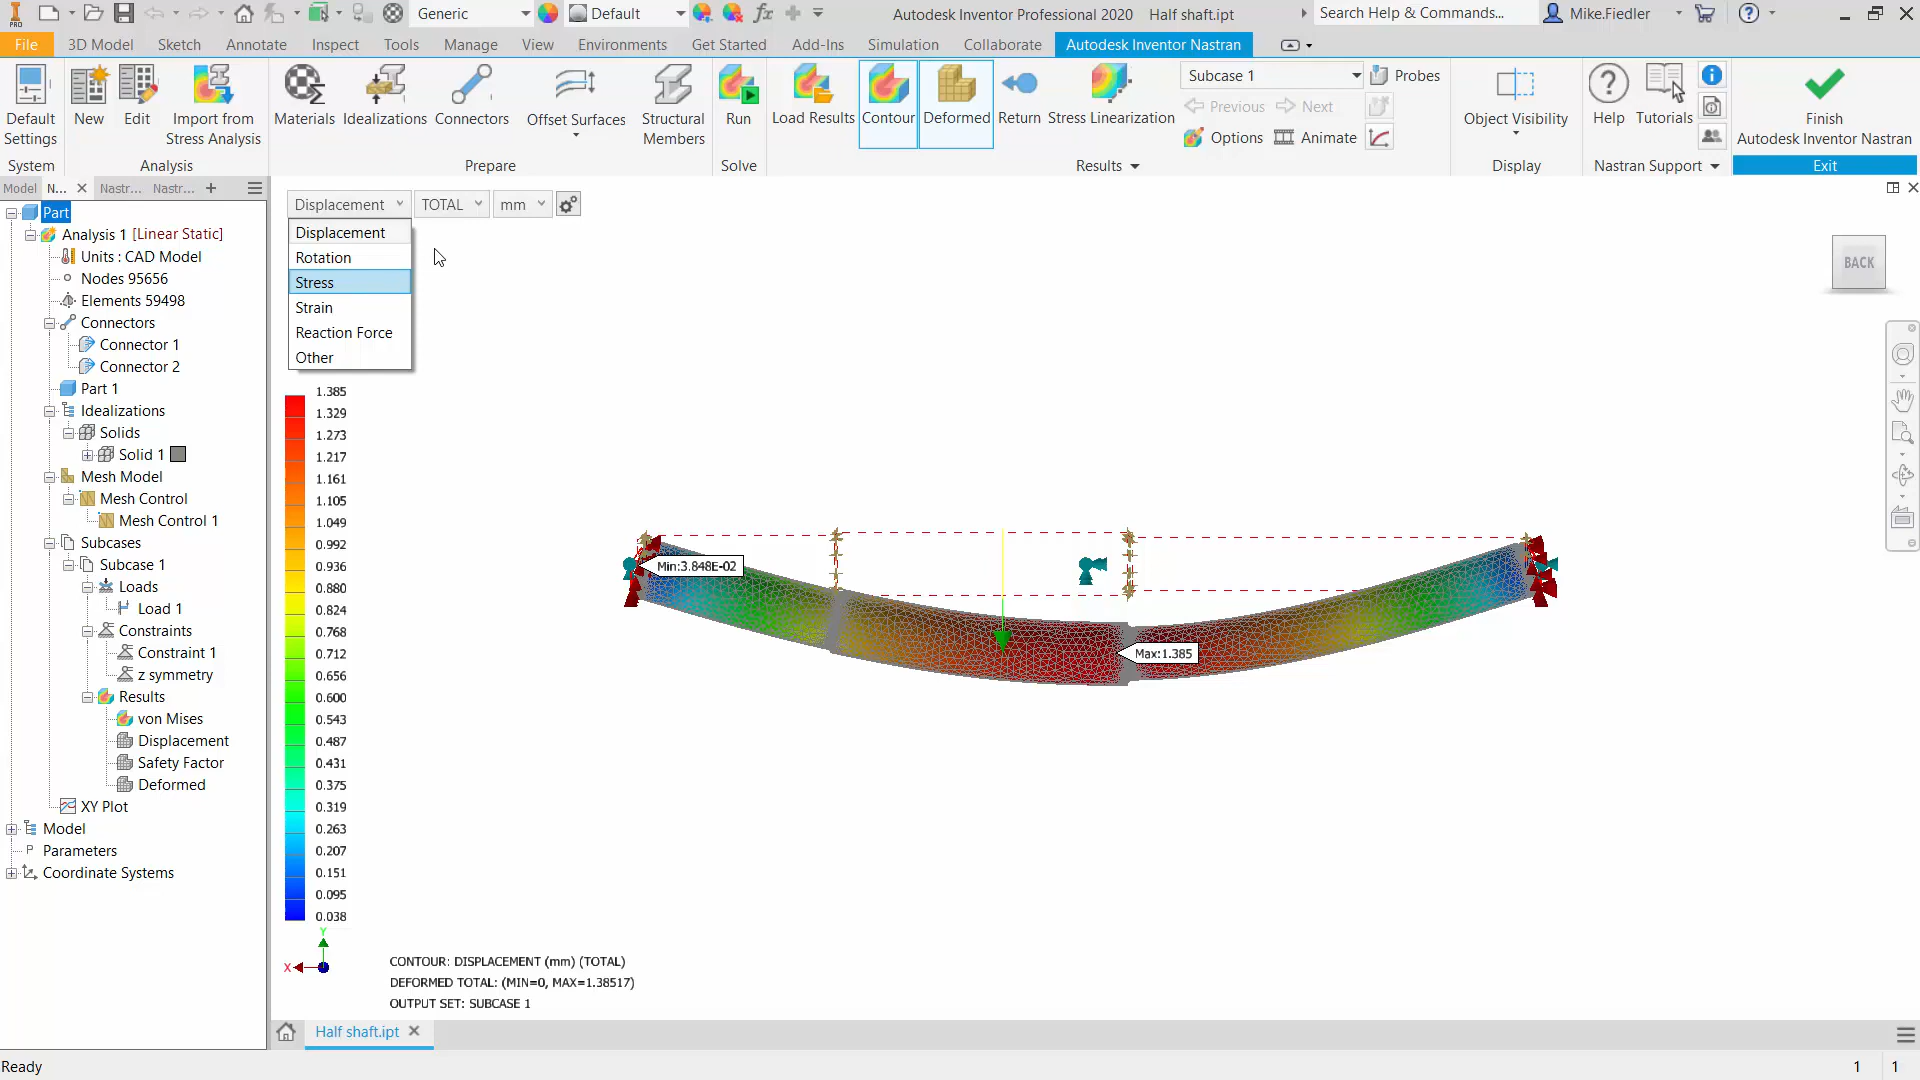 Generic
Default
Autodesk Inventor Professional 2020 Half shaft.ipt
Search Help & Commands...
Mike.Fiedler
PRO
File
3D Model
Sketch
Annotate
Inspect
Tools
Manage
View
Environments
Get Started
Add-Ins
Simulation
Collaborate
Autodesk Inventor Nastran
Default Settings
New
Edit
Import from Stress Analysis
Materials
Idealizations
Connectors
Offset Surfaces
Structural Members
Run
Load Results
Contour
Deformed
Return
Stress Linearization
Subcase 1
Probes
Previous
Next
Options
Animate
Object Visibility
Help
Tutorials
Finish Autodesk Inventor Nastran
System
Analysis
Prepare
Solve
Results
Display
Nastran Support
Exit
Model
N...
Nastr...
Nastr...
Part
Analysis 1 [Linear Static]
Units : CAD Model
Nodes 95656
Elements 59498
Connectors
Connector 1
Connector 2
Part 1
Idealizations
Solids
Solid 1
Mesh Model
Mesh Control
Mesh Control 1
Subcases
Subcase 1
Loads
Load 1
Constraints
Constraint 1
z symmetry
Results
von Mises
Displacement
Safety Factor
Deformed
XY Plot
Model
Parameters
Coordinate Systems
Displacement
TOTAL
mm
Displacement
Rotation
Stress
Strain
Reaction Force
Other
BACK
1.385
1.329
1.273
1.217
1.161
1.105
1.049
0.992
0.936
0.880
0.824
0.768
0.712
0.656
0.600
0.543
0.487
0.431
0.375
0.319
0.263
0.207
0.151
0.095
0.038
Min:3.848E-02
Max:1.385
Y
X
CONTOUR: DISPLACEMENT (mm) (TOTAL)
DEFORMED TOTAL: (MIN=0, MAX=1.38517)
OUTPUT SET: SUBCASE 1
Half shaft.ipt
Ready
1
1